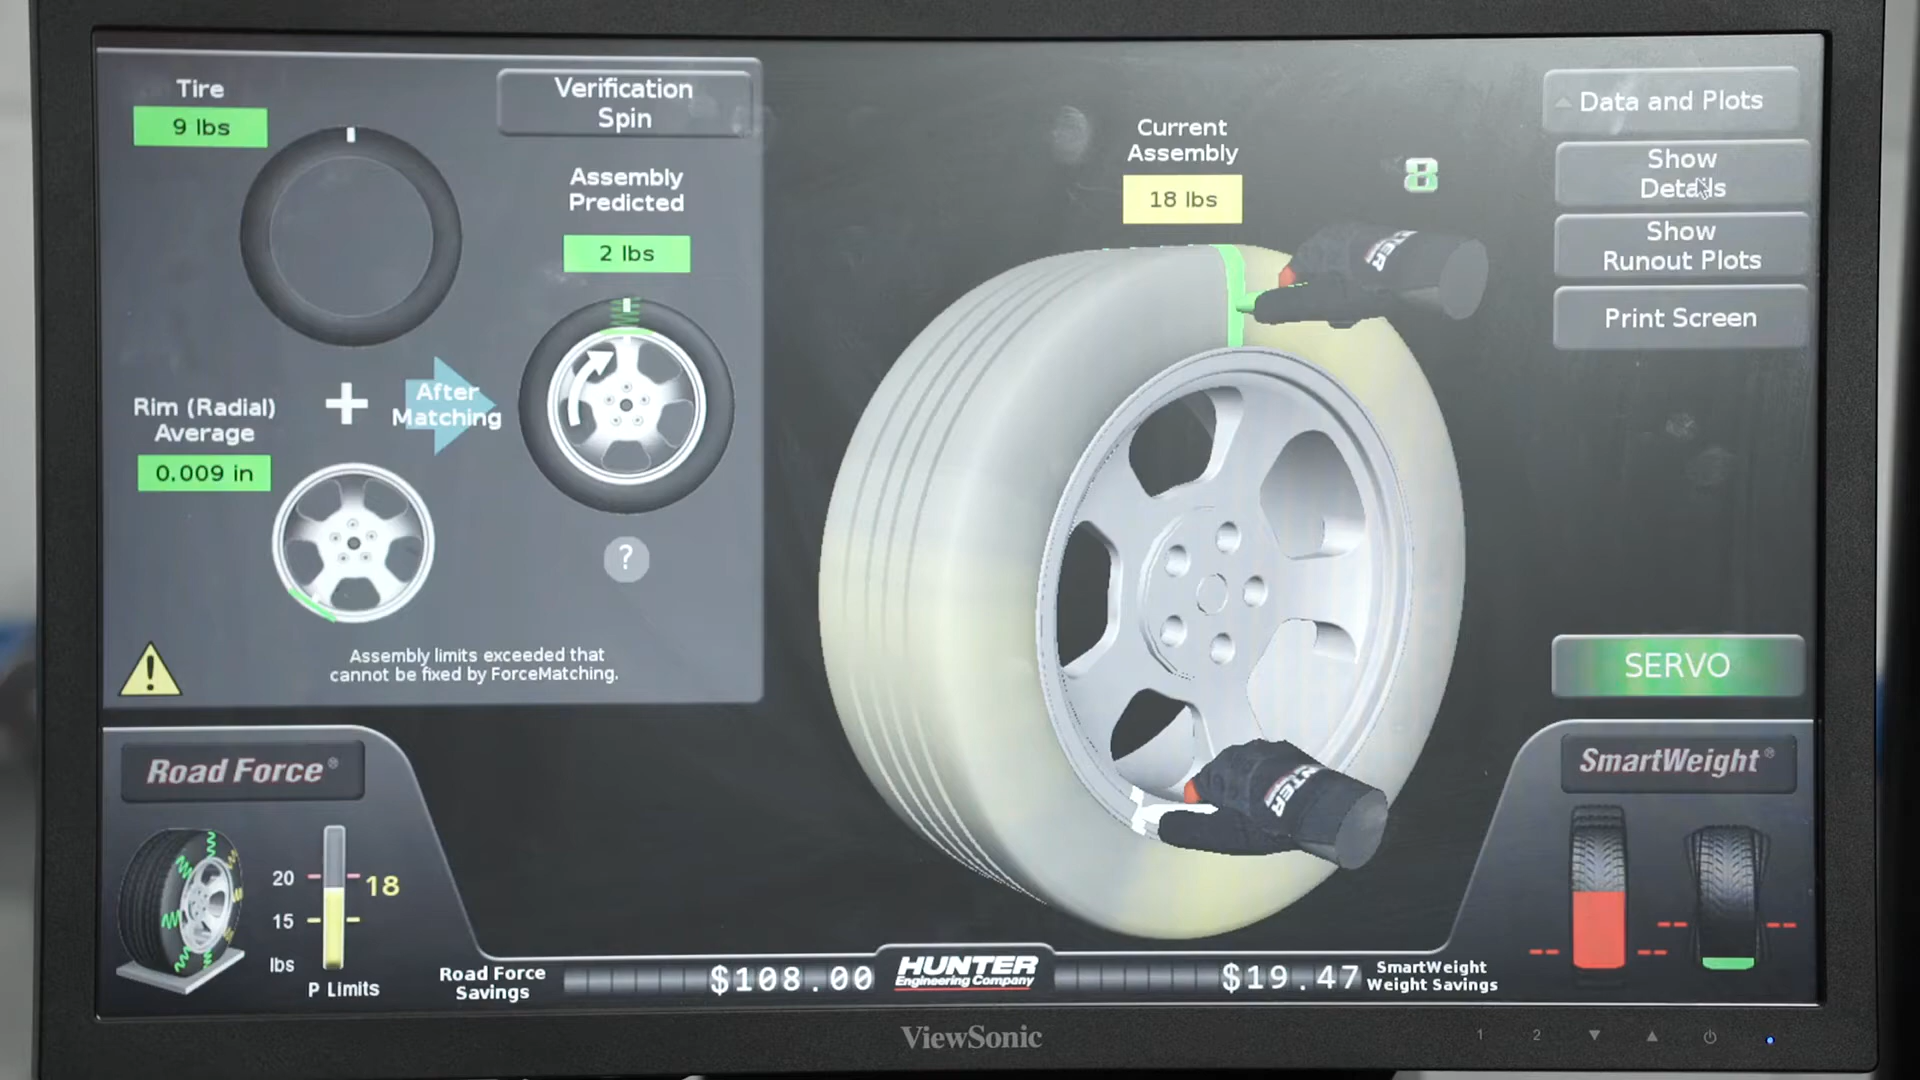 Tire
9 lbs
Verification
Spin
Assembly
Predicted
2 lbs
Rim (Radial)
Average
0.009 in
+
After
Matching
?
!
Assembly limits exceeded that
cannot be fixed by ForceMatching.
Current
Assembly
18 lbs
8
HUNTER
NTER
Data and Plots
Show
Details
Show
Runout Plots
Print Screen
SERVO
Road Force®
20
18
15
lbs
P Limits
Road Force
Savings
$108.00
HUNTER
Engineering Company
$19.47
SmartWeight
Weight Savings
SmartWeight®
ViewSonic
1 2